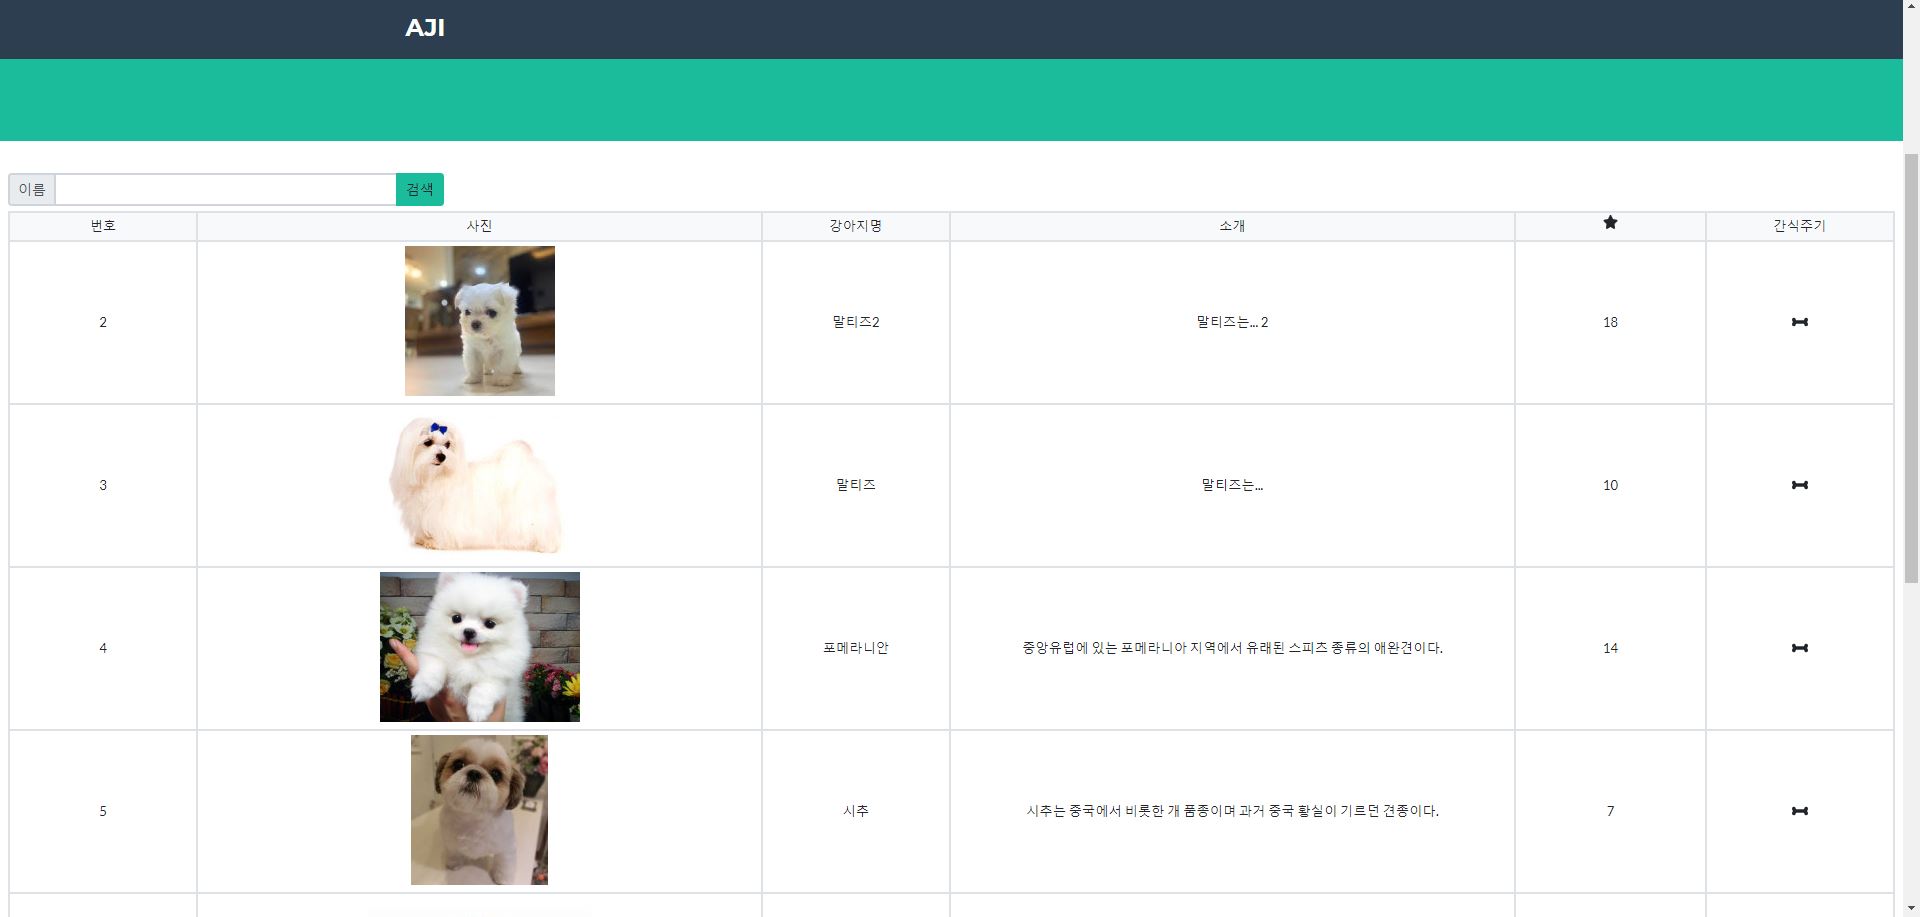 AJI
이름
검색
번호 사진 강아지명 소개 간식주기
2 말티즈2 말티즈는... 2 18
3 말티즈 말티즈는... 10
4 포메라니안 중앙유럽에 있는 포메라니아 지역에서 유래된 스피츠 종류의 애완견이다. 14
5 시추 시추는 중국에서 비롯한 개 품종이며 과거 중국 황실이 기르던 견종이다. 7